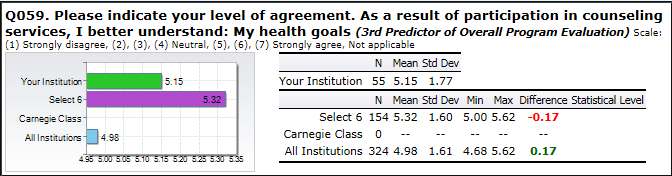 Q059. Please indicate your level of agreement. As a result of participation in counseling
services, I better understand: My health goals (3rd Predictor of Overall Program Evaluation) Scale:
(1) Strongly disagree, (2), (3), (4) Neutral, (5), (6), (7) Strongly agree, Not applicable
Your Institution 5.15
Select 6 5.32
Carnegie Class
All Institutions 4.98
4.95 5.00 5.05 5.10 5.15 5.20 5.25 5.30 5.35
N Mean Std Dev
Your Institution 55 5.15 1.77
N Mean Std Dev Min Max Difference Statistical Level
Select 6 154 5.32 1.60 5.00 5.62 -0.17
Carnegie Class 0 -- -- -- -- --
All Institutions 324 4.98 1.61 4.68 5.62 0.17